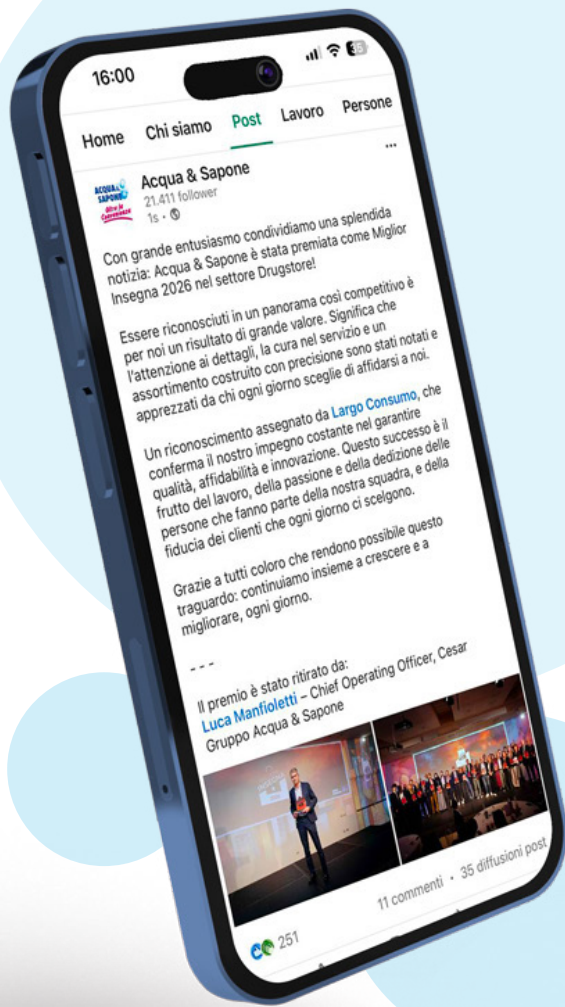 16:00
35
Home Chi siamo Post Lavoro Persone
ACQUA & SAPONE
Oltre la Convenienza
Acqua & Sapone
21.411 follower
1s •
...
Con grande entusiasmo condividiamo una splendida
notizia: Acqua & Sapone è stata premiata come Miglior
Insegna 2026 nel settore Drugstore!
Essere riconosciuti in un panorama così competitivo è
per noi un risultato di grande valore. Significa che
l'attenzione ai dettagli, la cura nel servizio e un
assortimento costruito con precisione sono stati notati e
apprezzati da chi ogni giorno sceglie di affidarsi a noi.
Un riconoscimento assegnato da Largo Consumo, che
conferma il nostro impegno costante nel garantire
qualità, affidabilità e innovazione. Questo successo è il
frutto del lavoro, della passione e della dedizione delle
persone che fanno parte della nostra squadra, e della
fiducia dei clienti che ogni giorno ci scelgono.
Grazie a tutti coloro che rendono possibile questo
traguardo: continuiamo insieme a crescere e a
migliorare, ogni giorno.
- - -
Il premio è stato ritirato da:
Luca Manfioletti – Chief Operating Officer, Cesar
Gruppo Acqua & Sapone
251
11 commenti • 35 diffusioni post